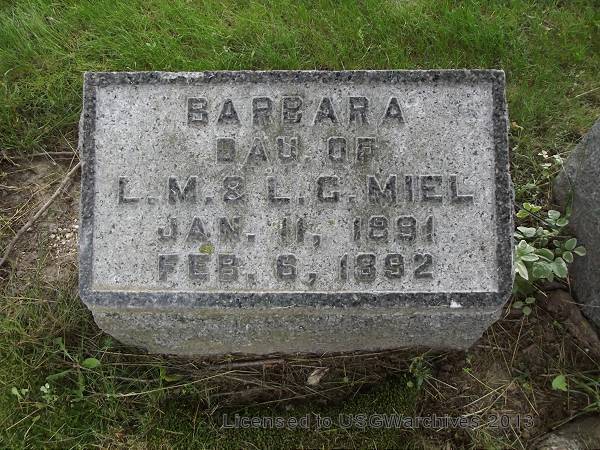 BARBARA
DAU. OF
L. M. & L. G. MIEL
JAN. 11, 1891
FEB. 6, 1892
Licensed to USGWarchives 2013